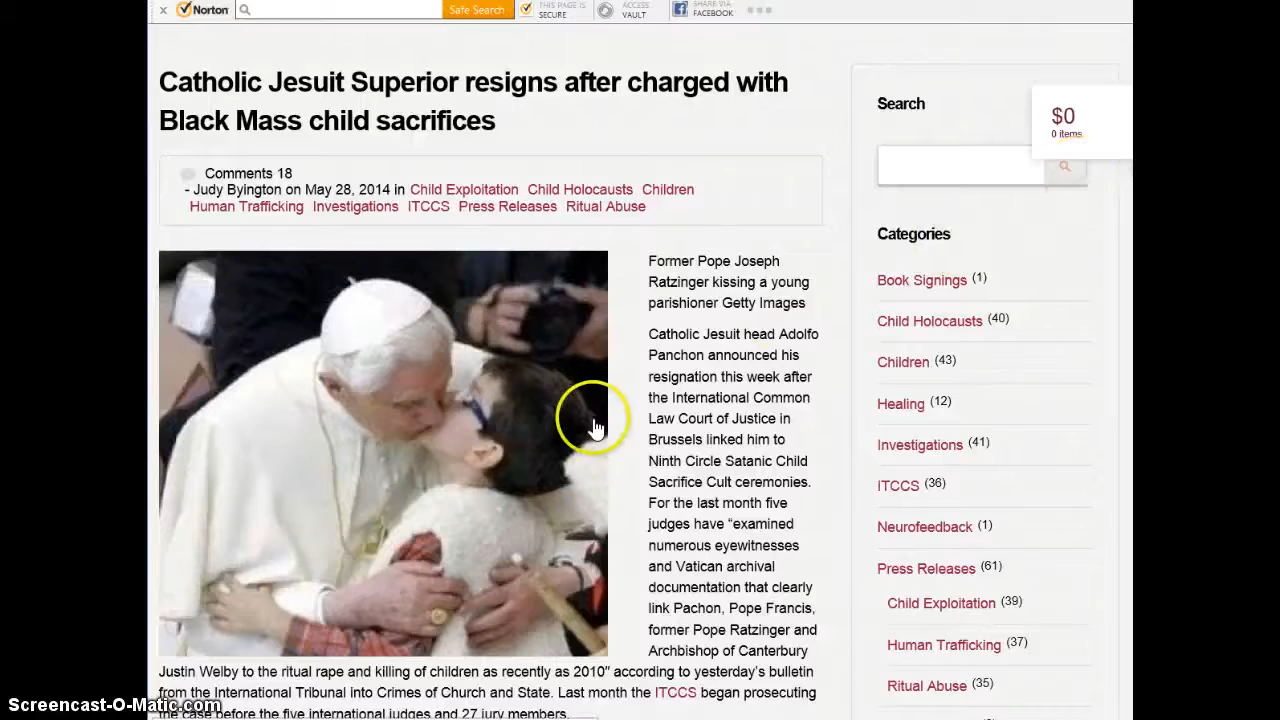 Norton
Safe Search
THIS PAGE IS
SECURE
ACCESS
VAULT
SHARE VIA
FACEBOOK
Catholic Jesuit Superior resigns after charged with
Black Mass child sacrifices
Comments 18
- Judy Byington on May 28, 2014 in Child Exploitation Child Holocausts Children
Human Trafficking Investigations ITCCS Press Releases Ritual Abuse
Former Pope Joseph
Ratzinger kissing a young
parishioner Getty Images
Catholic Jesuit head Adolfo
Panchon announced his
resignation this week after
the International Common
Law Court of Justice in
Brussels linked him to
Ninth Circle Satanic Child
Sacrifice Cult ceremonies.
For the last month five
judges have “examined
numerous eyewitnesses
and Vatican archival
documentation that clearly
link Pachon, Pope Francis,
former Pope Ratzinger and
Archbishop of Canterbury
Justin Welby to the ritual rape and killing of children as recently as 2010″ according to yesterday’s bulletin
from the International Tribunal into Crimes of Church and State. Last month the ITCCS began prosecuting
the case before the five international judges and 27 jury members.
Search
$0
0 items
Categories
Book Signings (1)
Child Holocausts (40)
Children (43)
Healing (12)
Investigations (41)
ITCCS (36)
Neurofeedback (1)
Press Releases (61)
Child Exploitation (39)
Human Trafficking (37)
Ritual Abuse (35)
Screencast-O-Matic.com